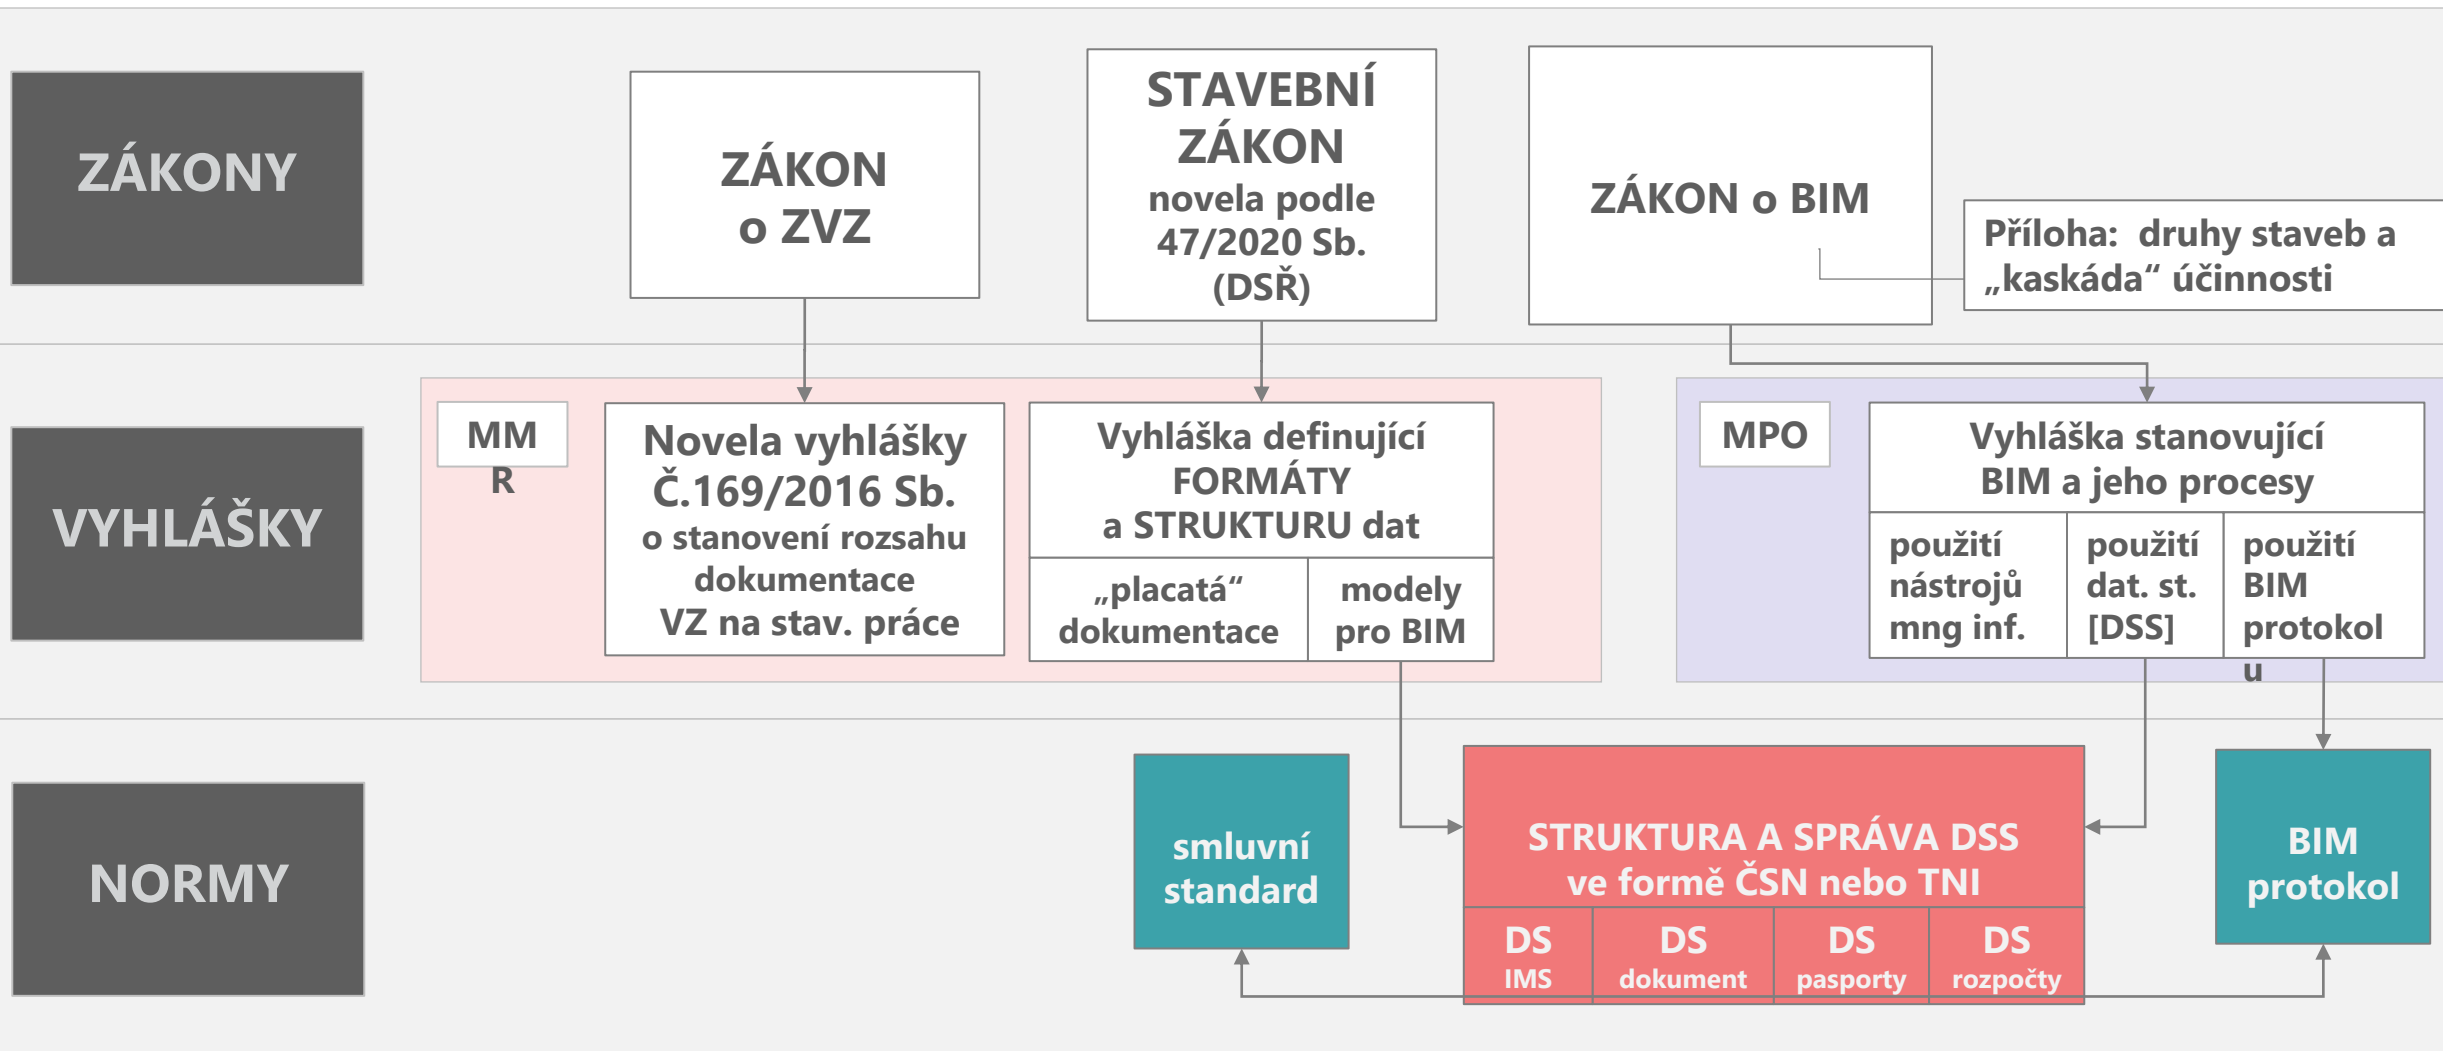 ZÁKONY
ZÁKON
o ZVZ
STAVEBNÍ
ZÁKON
novela podle
47/2020 Sb.
(DSŘ)
ZÁKON o BIM
Příloha: druhy staveb a
„kaskáda“ účinnosti
VYHLÁŠKY
MM
R
Novela vyhlášky
Č.169/2016 Sb.
o stanovení rozsahu
dokumentace
VZ na stav. práce
Vyhláška definující
FORMÁTY
a STRUKTURU dat
„placatá“
dokumentace
modely
pro BIM
MPO
Vyhláška stanovující
BIM a jeho procesy
použití
nástrojů
mng inf.
použití
dat. st.
[DSS]
použití
BIM
protokol
u
NORMY
smluvní
standard
STRUKTURA A SPRÁVA DSS
ve formě ČSN nebo TNI
DS
IMS
DS
dokument
DS
pasporty
DS
rozpočty
BIM
protokol